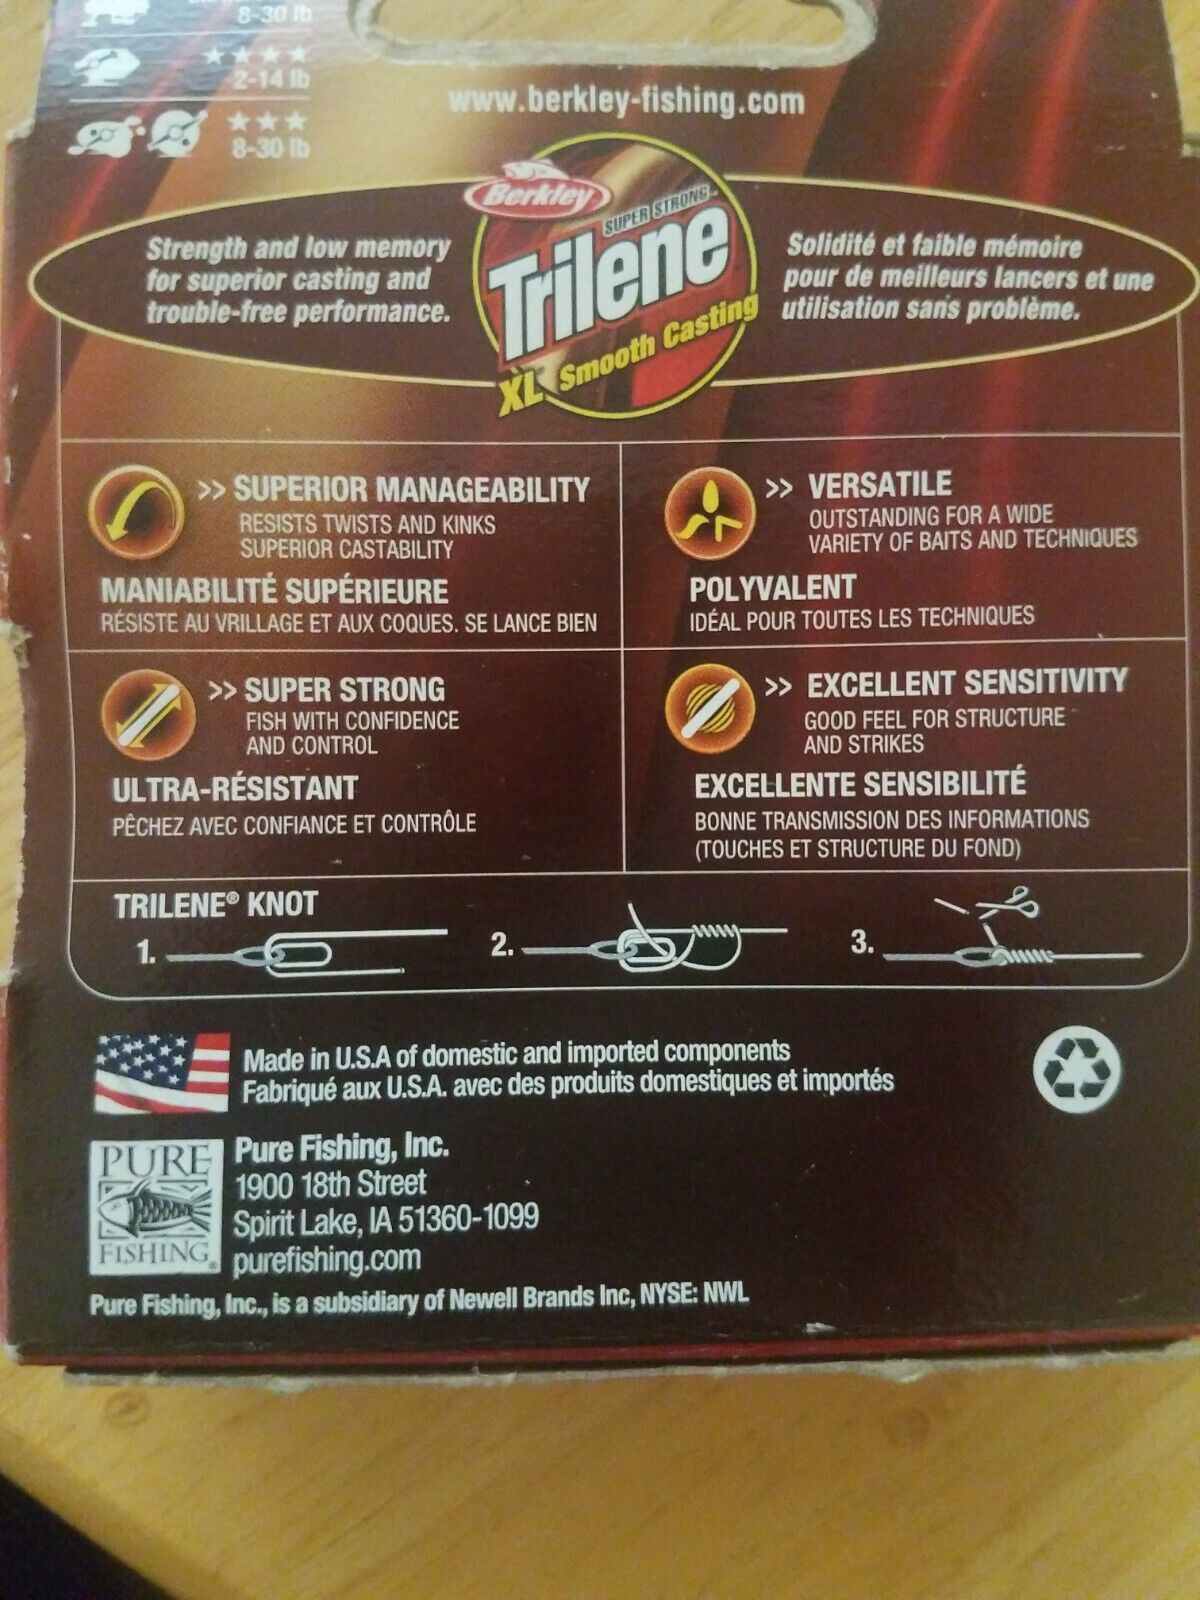 8-30 lb
★★★★
2-14 lb
★★★
8-30 lb
www.berkley-fishing.com
Berkley
SUPER STRONG™
Trilene
XL Smooth Casting
Strength and low memory
for superior casting and
trouble-free performance.
Solidité et faible mémoire
pour de meilleurs lancers et une
utilisation sans problème.
>> SUPERIOR MANAGEABILITY
RESISTS TWISTS AND KINKS
SUPERIOR CASTABILITY
MANIABILITÉ SUPÉRIEURE
RÉSISTE AU VRILLAGE ET AUX COQUES. SE LANCE BIEN
>> VERSATILE
OUTSTANDING FOR A WIDE
VARIETY OF BAITS AND TECHNIQUES
POLYVALENT
IDÉAL POUR TOUTES LES TECHNIQUES
>> SUPER STRONG
FISH WITH CONFIDENCE
AND CONTROL
ULTRA-RÉSISTANT
PÊCHEZ AVEC CONFIANCE ET CONTRÔLE
>> EXCELLENT SENSITIVITY
GOOD FEEL FOR STRUCTURE
AND STRIKES
EXCELLENTE SENSIBILITÉ
BONNE TRANSMISSION DES INFORMATIONS
(TOUCHES ET STRUCTURE DU FOND)
TRILENE® KNOT
1. 2. 3.
Made in U.S.A of domestic and imported components
Fabriqué aux U.S.A. avec des produits domestiques et importés
PURE
FISHING®
Pure Fishing, Inc.
1900 18th Street
Spirit Lake, IA 51360-1099
purefishing.com
Pure Fishing, Inc., is a subsidiary of Newell Brands Inc, NYSE: NWL